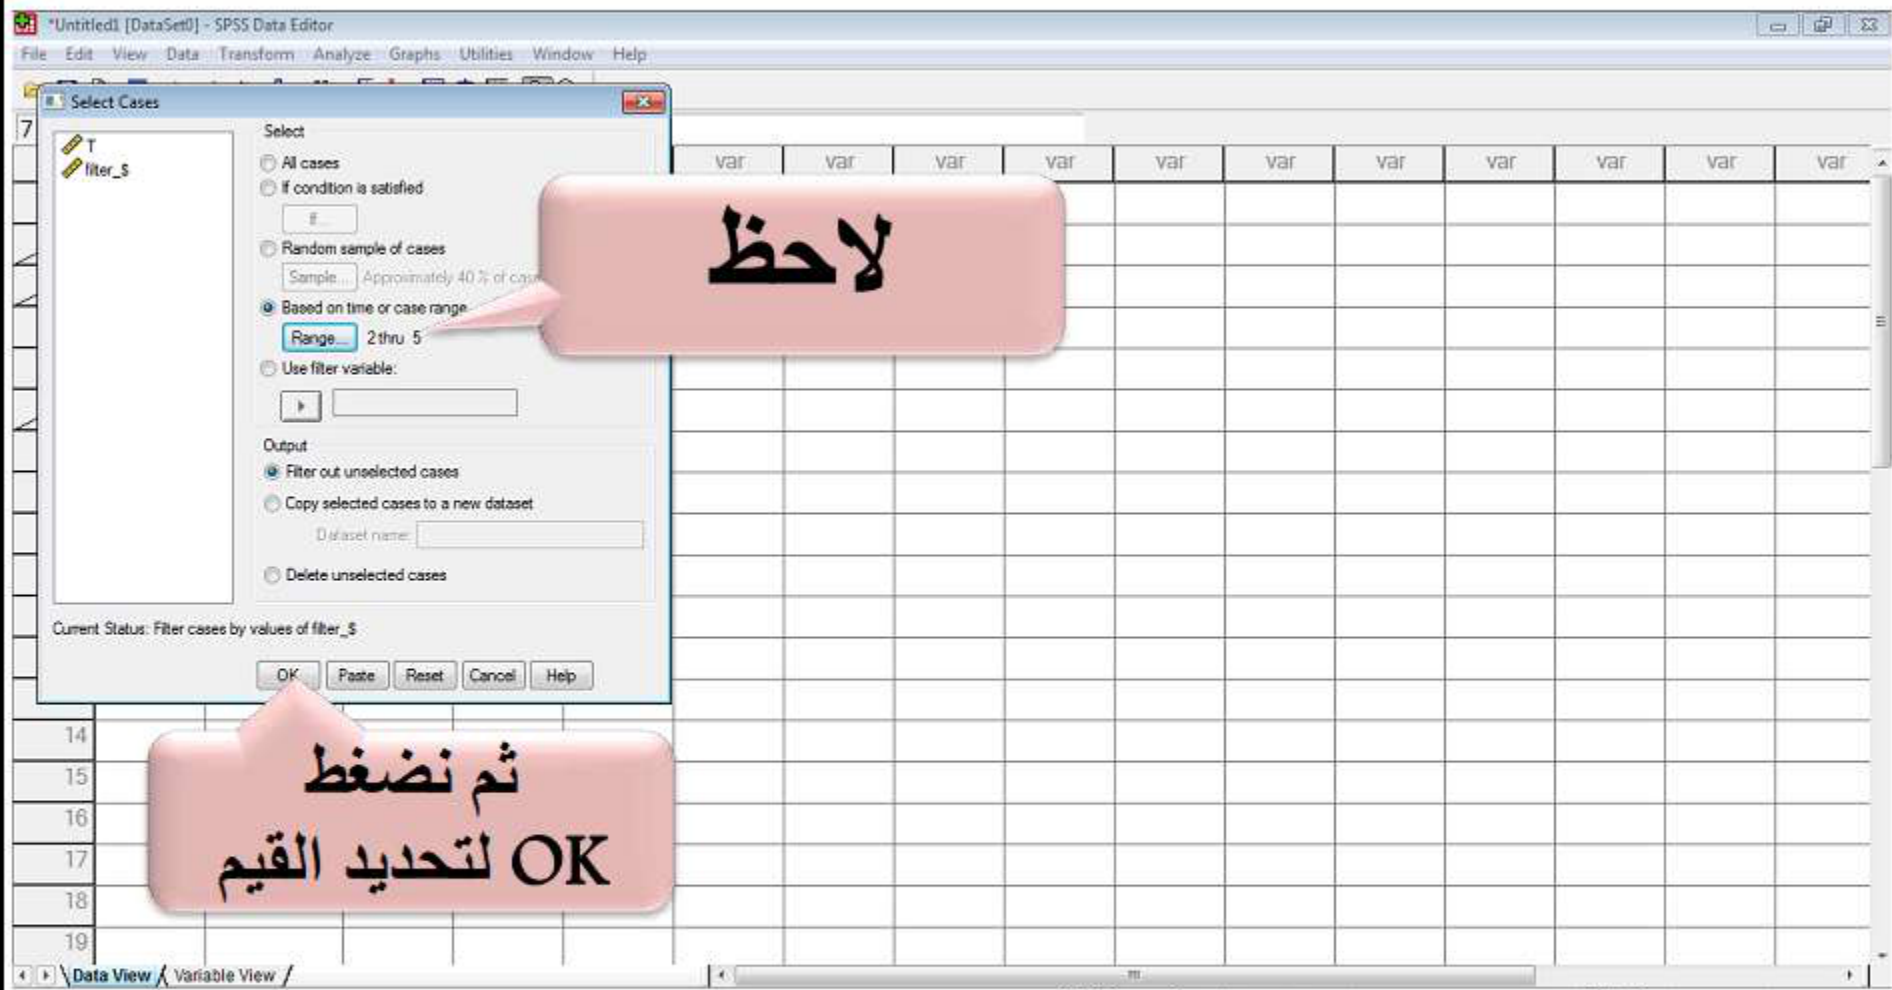 *Untitled1 [DataSet0] - SPSS Data Editor
File Edit View Data Transform Analyze Graphs Utilities Window Help
Select Cases
7
T
filter_$
Select
All cases
If condition is satisfied
If...
Random sample of cases
Sample... Approximately 40 % of
Based on time or case range
Range... 2 thru 5
Use filter variable:
Output
Filter out unselected cases
Copy selected cases to a new dataset
Dataset name:
Delete unselected cases
Current Status: Filter cases by values of filter_$
OK Paste Reset Cancel Help
var var var var var var var var var var var
لاحظ
ثم نضغط
OK لتحديد القيم
14
15
16
17
18
19
Data View Variable View